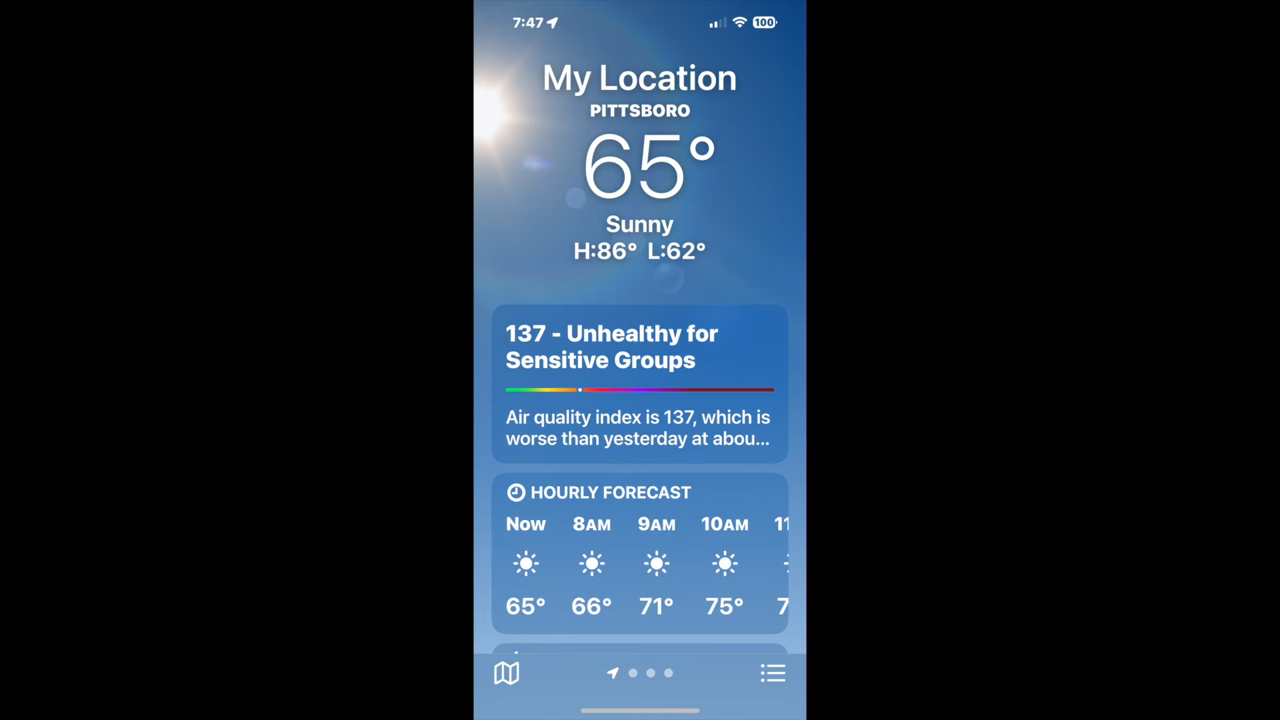 7:47 100
My Location
PITTSBORO
65°
Sunny
H:86° L:62°
137 - Unhealthy for
Sensitive Groups
Air quality index is 137, which is
worse than yesterday at abou...
HOURLY FORECAST
Now 8AM 9AM 10AM
65° 66° 71° 75°